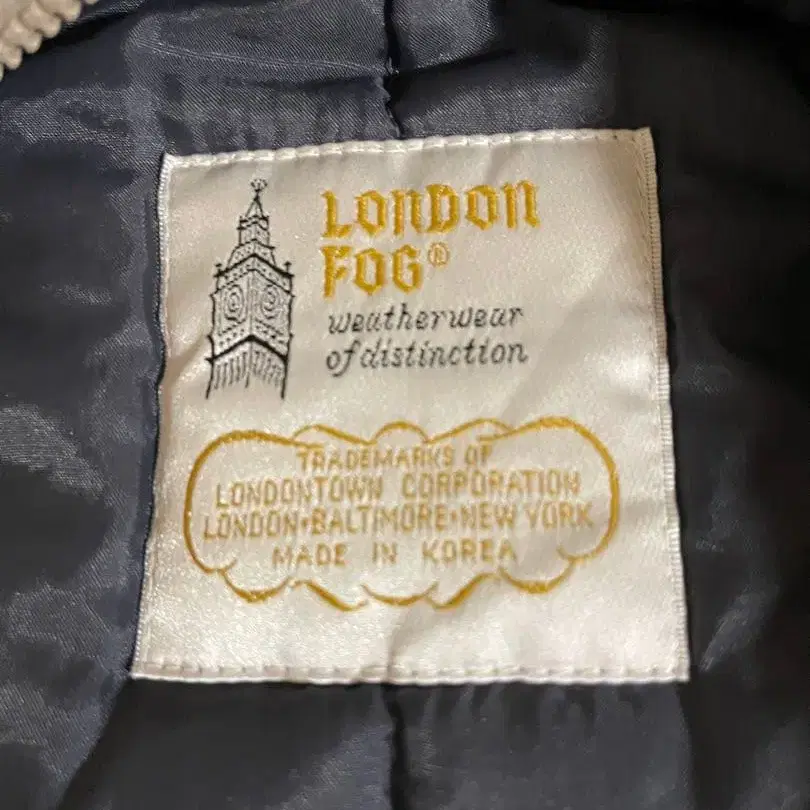 LONDON
FOG®
weatherwear
of distinction
TRADEMARKS OF
LONDONTOWN CORPORATION
LONDON•BALTIMORE•NEW YORK
MADE IN KOREA